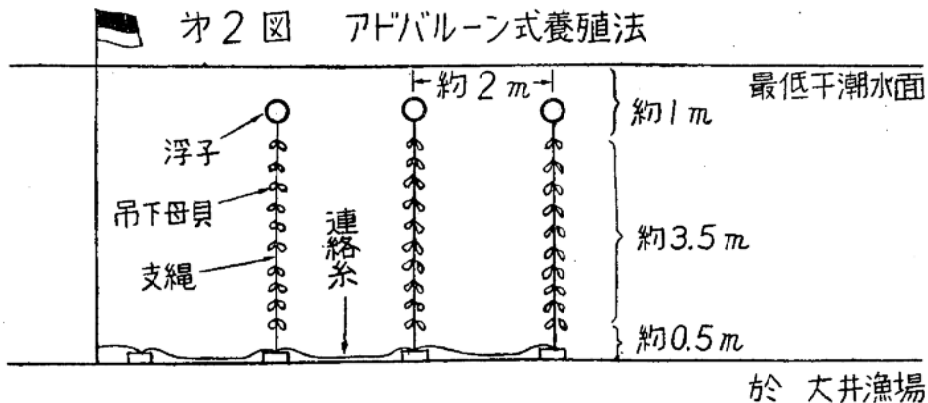 才2図 アドバルーン式養殖法
約2m
最低干潮水面
約1m
浮子
吊下母貝
連絡糸
約3.5m
支縄
約0.5m
於 大井漁場